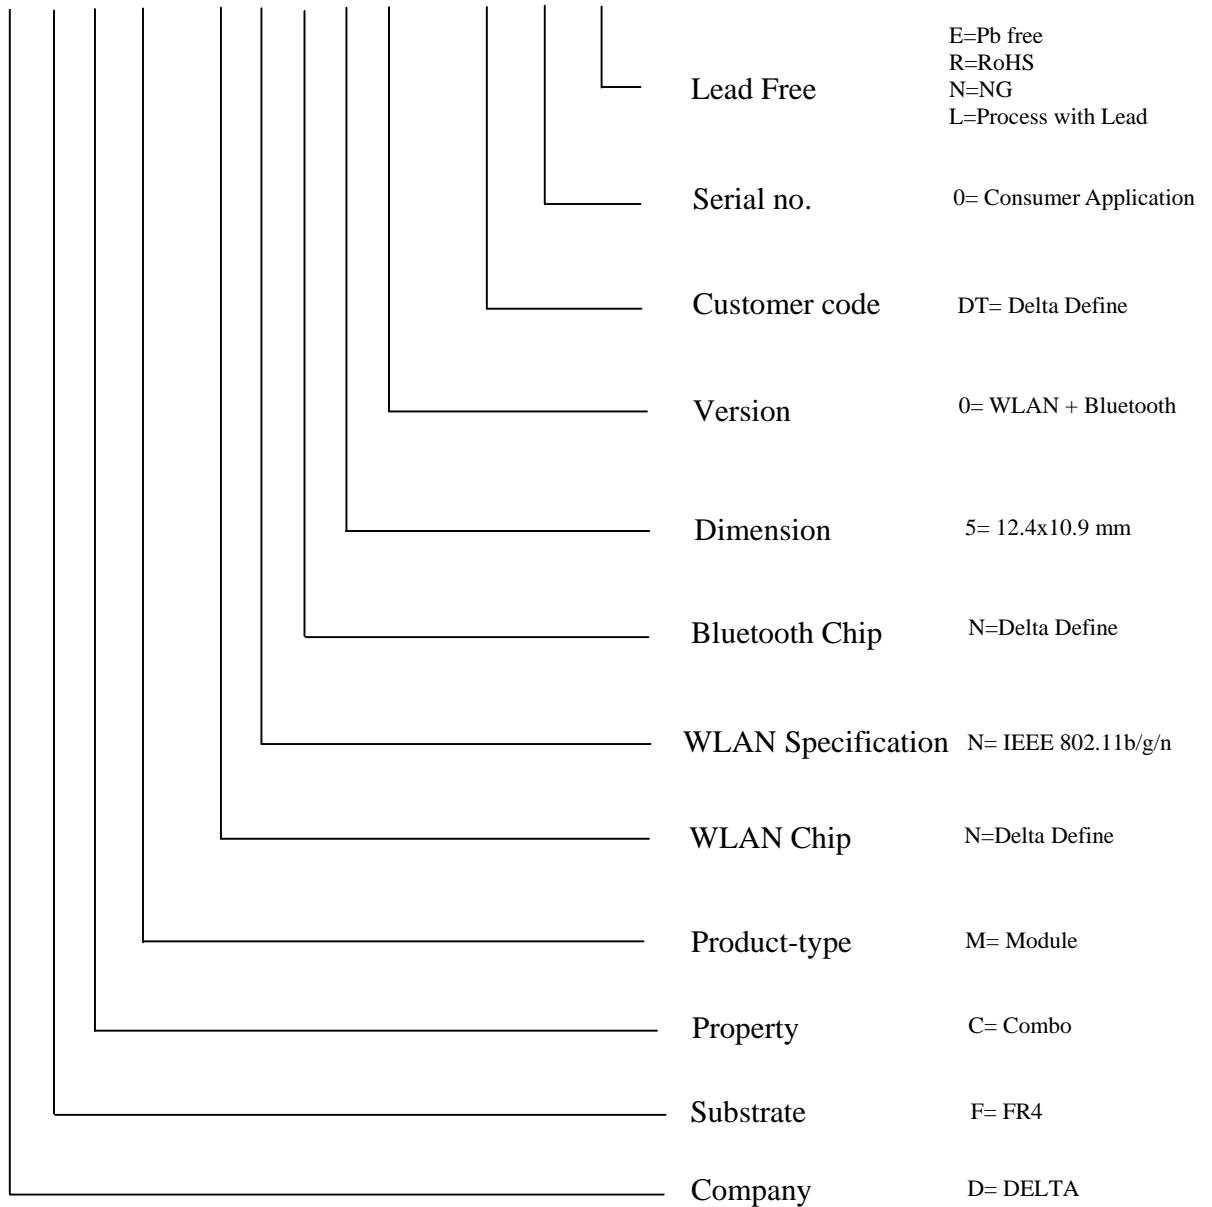 E=Pb free
R=RoHS
Lead Free N=NG
L=Process with Lead
Serial no. 0= Consumer Application
Customer code DT= Delta Define
Version 0= WLAN + Bluetooth
Dimension 5= 12.4x10.9 mm
Bluetooth Chip N=Delta Define
WLAN Specification N= IEEE 802.11b/g/n
WLAN Chip N=Delta Define
Product-type M= Module
Property C= Combo
Substrate F= FR4
Company D= DELTA